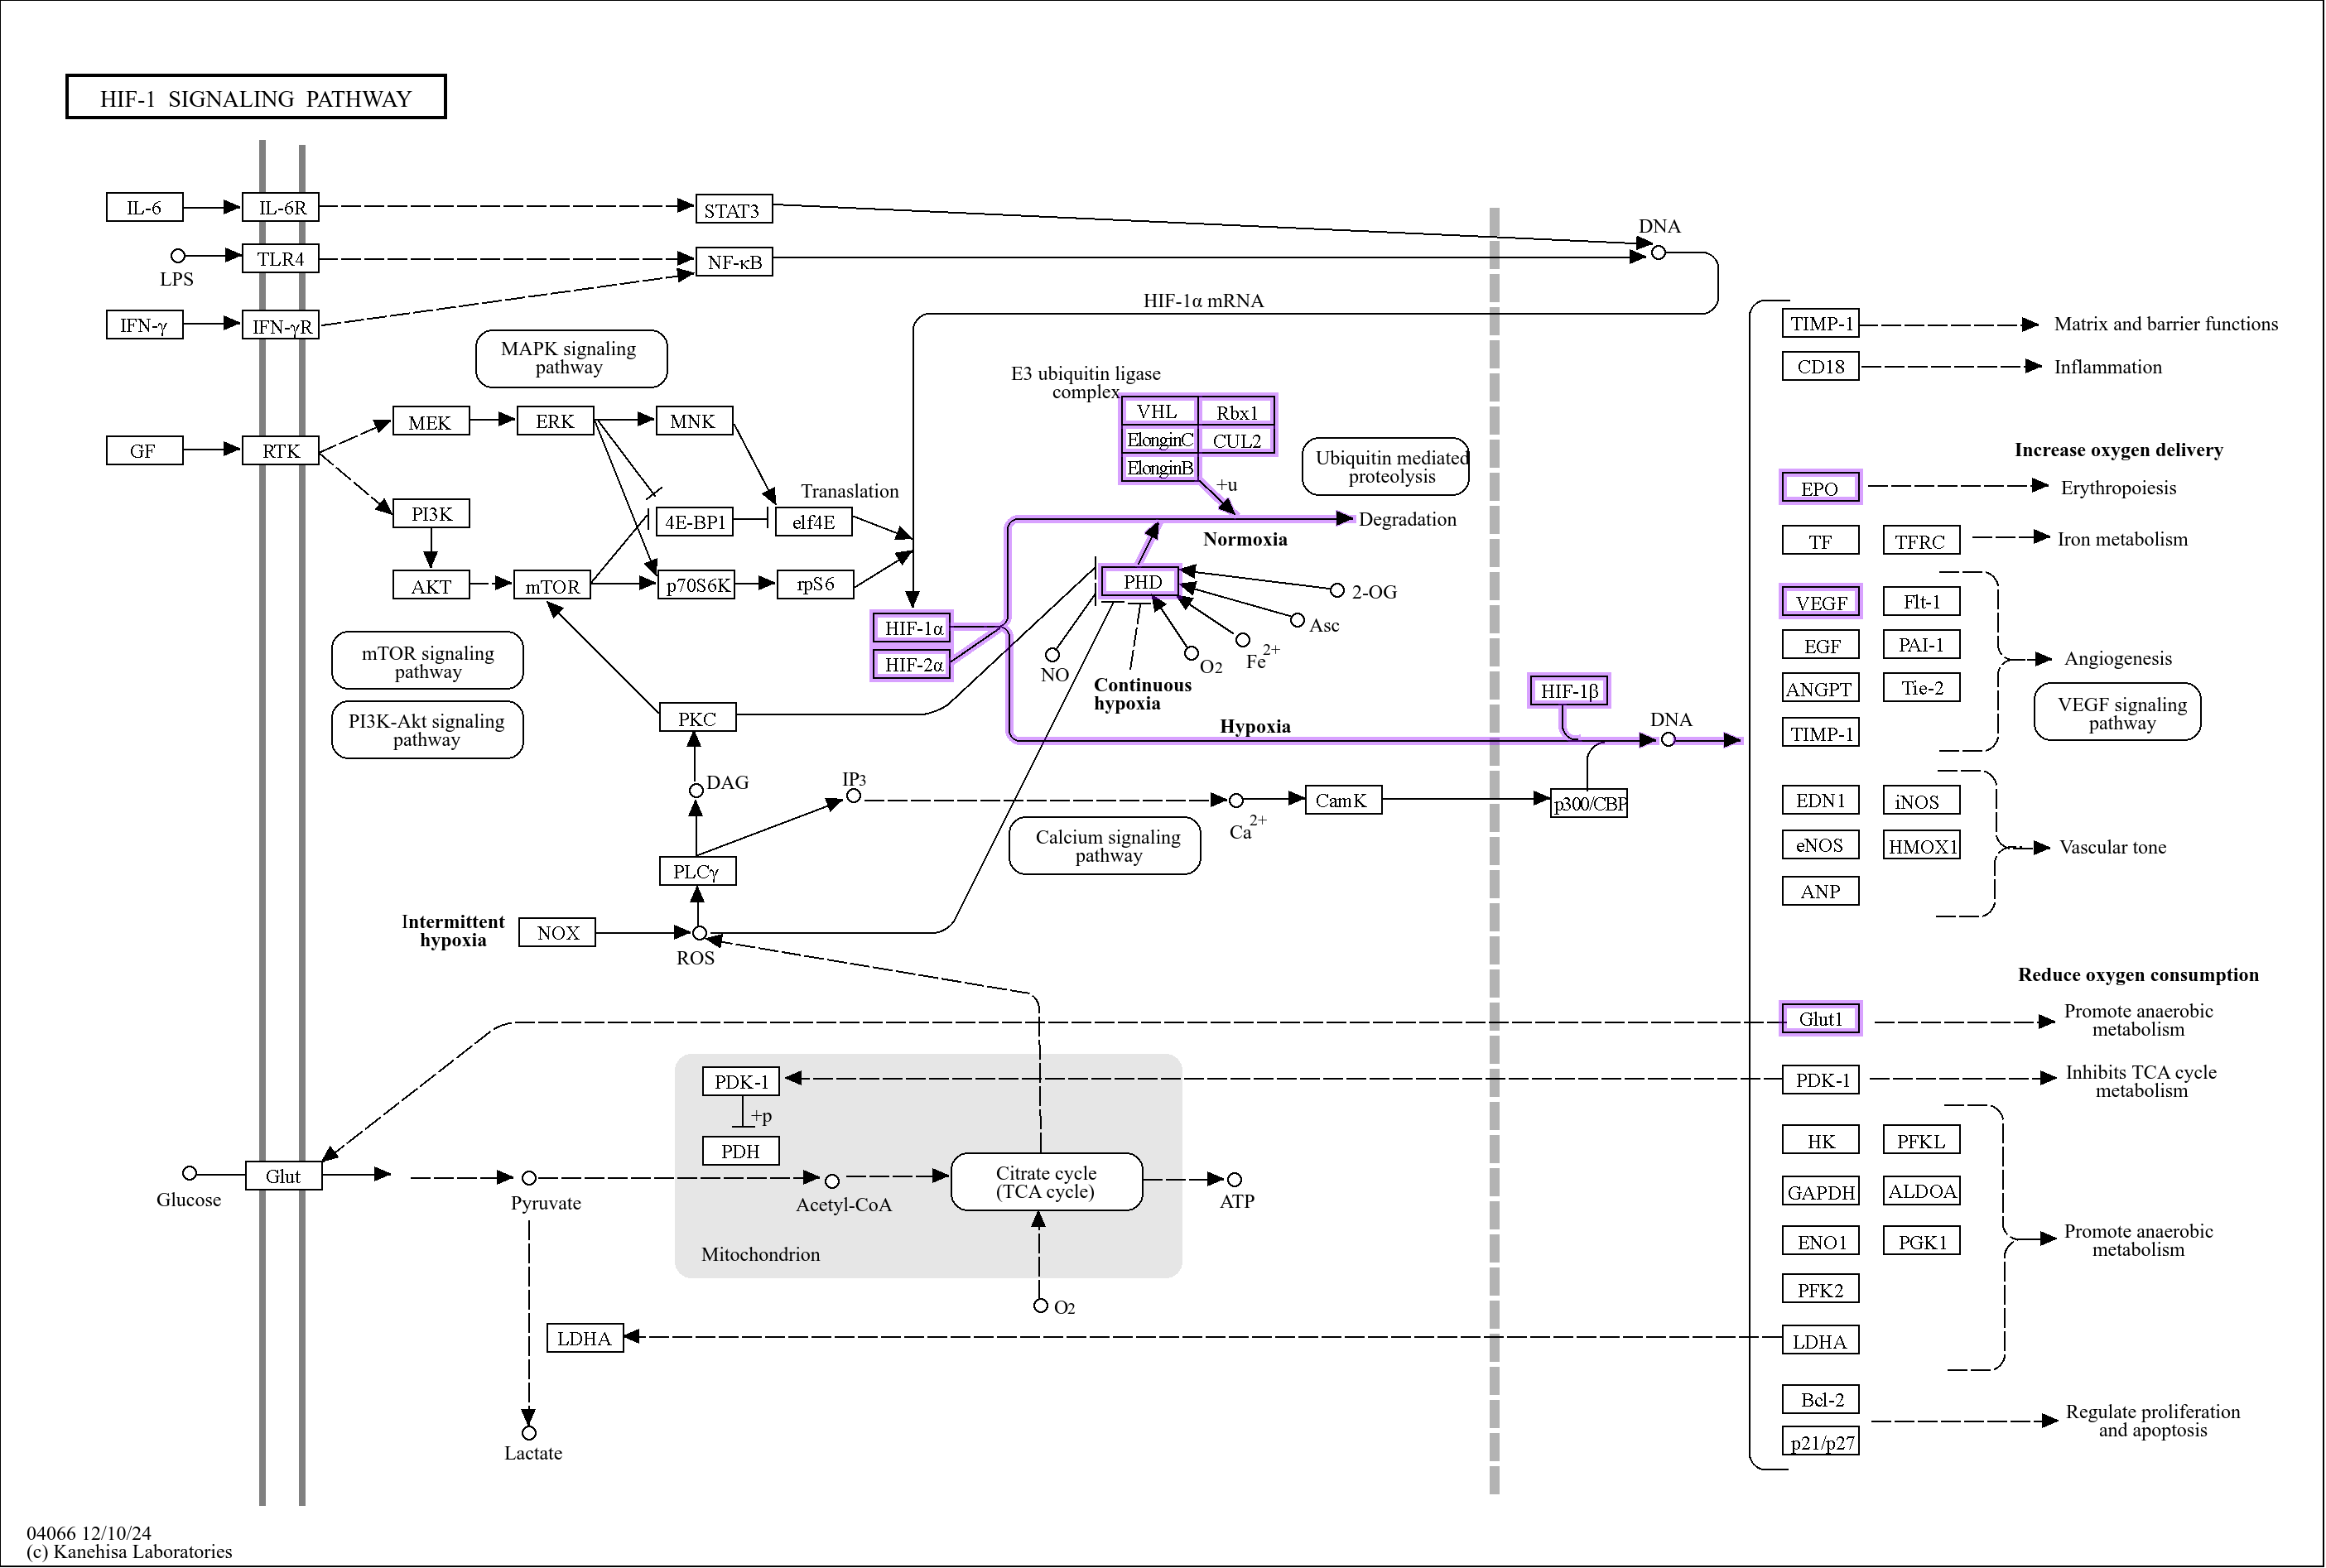 HIF-1 SIGNALING PATHWAY
IL-6
IL-6R
STAT3
DNA
LPS
TLR4
NF-κB
IFN-γ
IFN-γR
HIF-1α mRNA
MAPK signaling
pathway
GF
RTK
MEK
ERK
MNK
PI3K
AKT
mTOR
4E-BP1
p70S6K
Tranaslation
elf4E
rpS6
E3 ubiquitin ligase
complex
VHL
Rbx1
ElonginC
CUL2
ElonginB
+u
Ubiquitin mediated
proteolysis
Degradation
Normoxia
PHD
2-OG
Asc
Fe2+
O2
NO
Continuous
hypoxia
HIF-1α
HIF-2α
mTOR signaling
pathway
PI3K-Akt signaling
pathway
PKC
DAG
IP3
PLCγ
Hypoxia
HIF-1β
DNA
Ca2+
CamK
p300/CBP
Calcium signaling
pathway
Intermittent
hypoxia
NOX
ROS
PDK-1
+p
PDH
Glucose
Glut
Pyruvate
Acetyl-CoA
Citrate cycle
(TCA cycle)
ATP
Mitochondrion
O2
LDHA
Lactate
TIMP-1
Matrix and barrier functions
CD18
Inflammation
Increase oxygen delivery
EPO
Erythropoiesis
TF
TFRC
Iron metabolism
VEGF
Flt-1
EGF
PAI-1
Angiogenesis
ANGPT
Tie-2
VEGF signaling
pathway
TIMP-1
EDN1
iNOS
eNOS
HMOX1
Vascular tone
ANP
Reduce oxygen consumption
Glut1
Promote anaerobic
metabolism
PDK-1
Inhibits TCA cycle
metabolism
HK
PFKL
GAPDH
ALDOA
ENO1
PGK1
Promote anaerobic
metabolism
PFK2
LDHA
Bcl-2
p21/p27
Regulate proliferation
and apoptosis
04066 12/10/24
(c) Kanehisa Laboratories